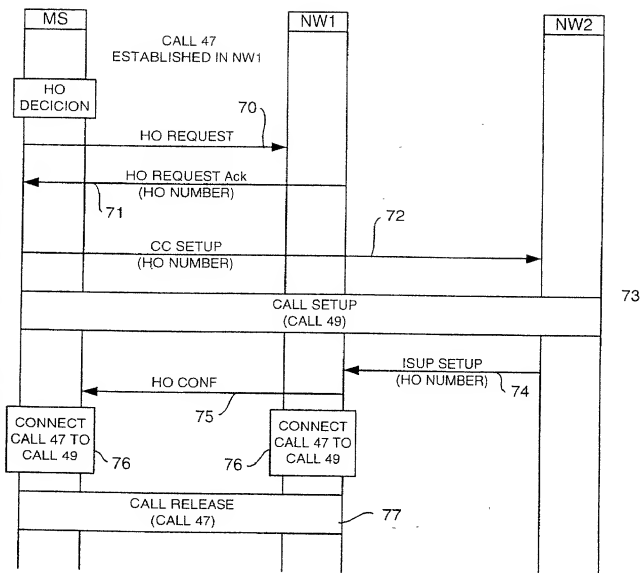 MS
NW1
NW2
CALL 47
ESTABLISHED IN NW1
HO
DECICION
70
HO REQUEST
HO REQUEST Ack
(HO NUMBER)
71
72
CC SETUP
(HO NUMBER)
73
CALL SETUP
(CALL 49)
ISUP SETUP
(HO NUMBER)
74
HO CONF
75
CONNECT
CALL 47 TO
CALL 49
76
76
CONNECT
CALL 47 TO
CALL 49
CALL RELEASE
(CALL 47)
77